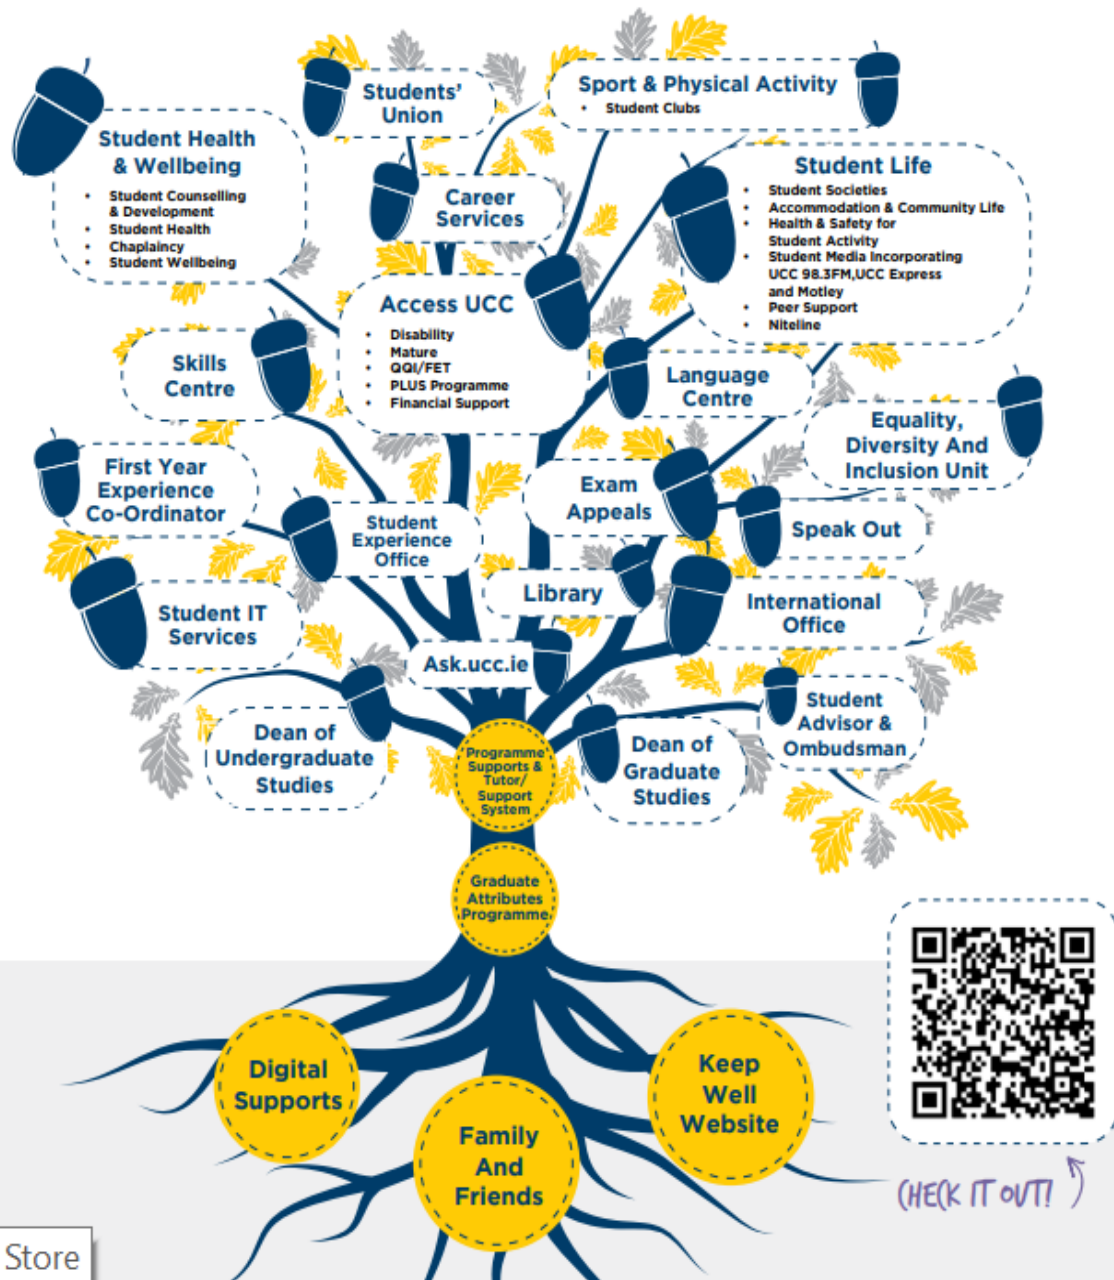 Students'
Union
Sport & Physical Activity
• Student Clubs
Student Health
& Wellbeing
• Student Counselling
& Development
• Student Health
• Chaplaincy
• Student Wellbeing
Career
Services
Student Life
• Student Societies
• Accommodation & Community Life
• Health & Safety for
Student Activity
• Student Media Incorporating
UCC 98.3FM,UCC Express
and Motley
• Peer Support
• Niteline
Access UCC
• Disability
• Mature
• QQI/FET
• PLUS Programme
• Financial Support
Skills
Centre
Language
Centre
Equality,
Diversity And
Inclusion Unit
First Year
Experience
Co-Ordinator
Student
Experience
Office
Exam
Appeals
Speak Out
Student IT
Services
Library
International
Office
Ask.ucc.ie
Dean of
Undergraduate
Studies
Programme
Supports &
Tutor/
Support
System
Dean of
Graduate
Studies
Student
Advisor &
Ombudsman
Graduate
Attributes
Programme
Digital
Supports
Family
And
Friends
Keep
Well
Website
CHECK IT OUT!
Store